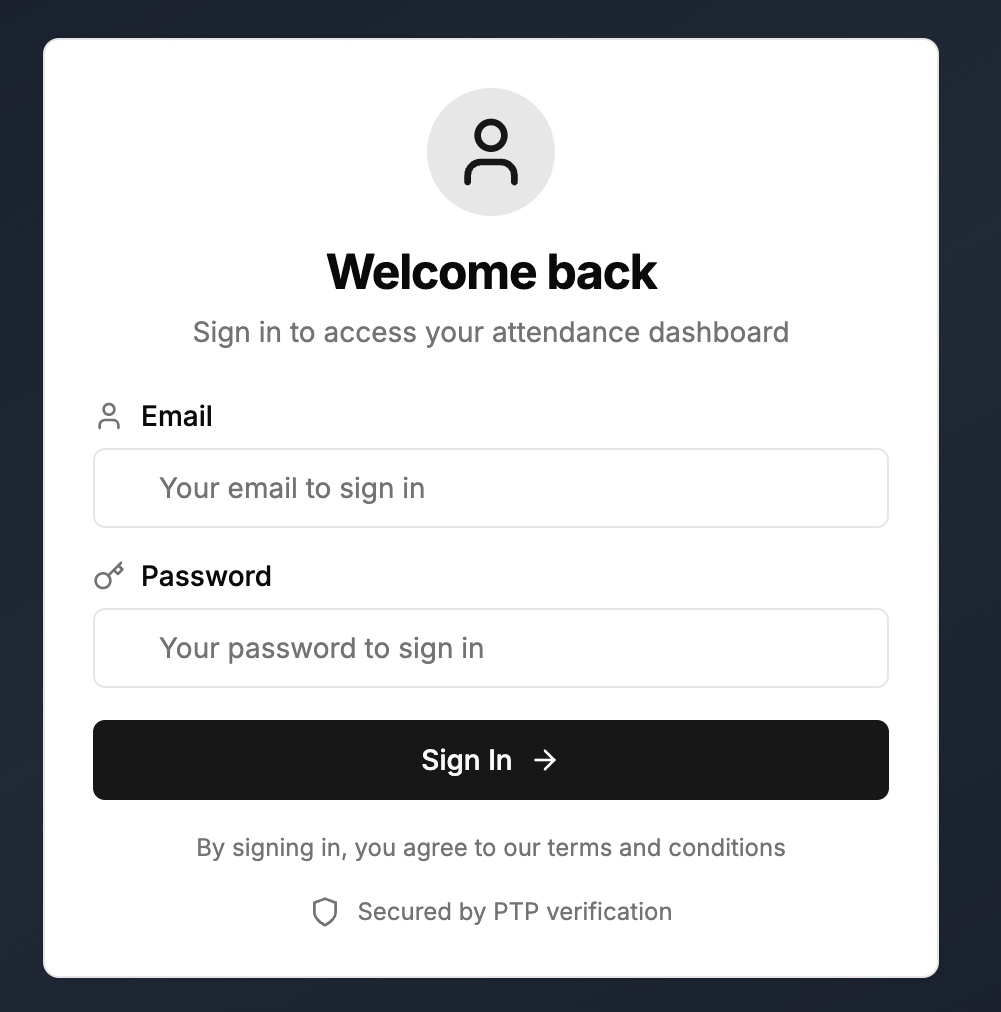 Welcome back
Sign in to access your attendance dashboard
Email
Your email to sign in
Password
Your password to sign in
Sign In
By signing in, you agree to our terms and conditions
Secured by PTP verification